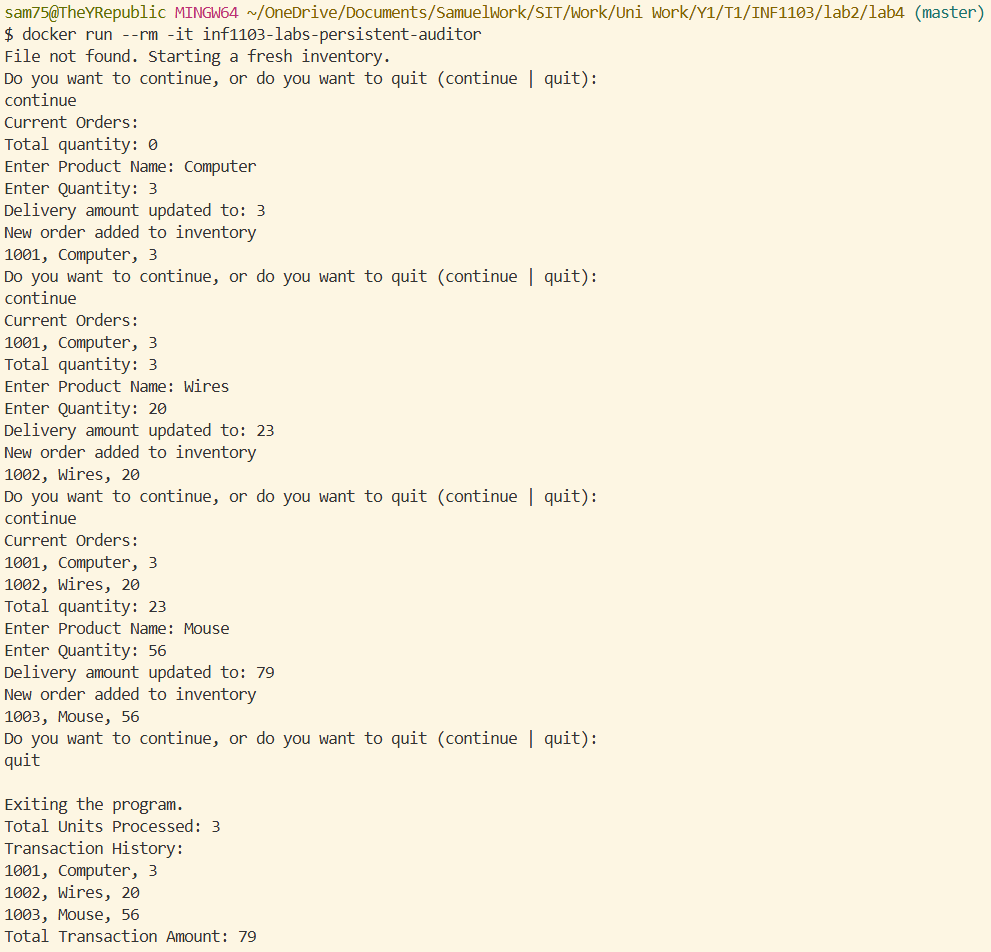 sam75@TheYRepublic MINGW64 ~/OneDrive/Documents/SamuelWork/SIT/Work/Uni Work/Y1/T1/INF1103/lab2/lab4 (master)
$ docker run --rm -it inf1103-labs-persistent-auditor
File not found. Starting a fresh inventory.
Do you want to continue, or do you want to quit (continue | quit):
continue
Current Orders:
Total quantity: 0
Enter Product Name: Computer
Enter Quantity: 3
Delivery amount updated to: 3
New order added to inventory
1001, Computer, 3
Do you want to continue, or do you want to quit (continue | quit):
continue
Current Orders:
1001, Computer, 3
Total quantity: 3
Enter Product Name: Wires
Enter Quantity: 20
Delivery amount updated to: 23
New order added to inventory
1002, Wires, 20
Do you want to continue, or do you want to quit (continue | quit):
continue
Current Orders:
1001, Computer, 3
1002, Wires, 20
Total quantity: 23
Enter Product Name: Mouse
Enter Quantity: 56
Delivery amount updated to: 79
New order added to inventory
1003, Mouse, 56
Do you want to continue, or do you want to quit (continue | quit):
quit

Exiting the program.
Total Units Processed: 3
Transaction History:
1001, Computer, 3
1002, Wires, 20
1003, Mouse, 56
Total Transaction Amount: 79